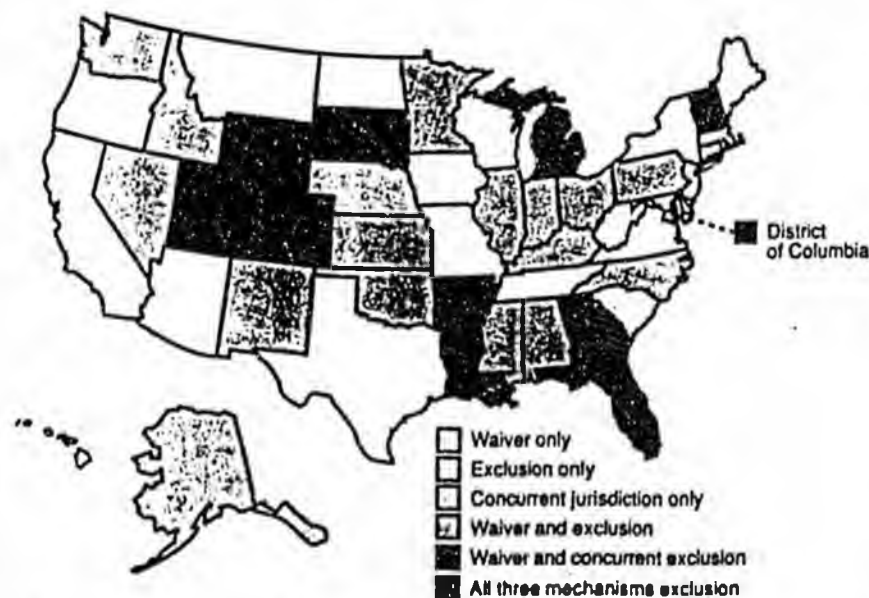 District
of Columbia
Waiver only
Exclusion only
Concurrent jurisdiction only
Waiver and exclusion
Waiver and concurrent exclusion
All three mechanisms exclusion